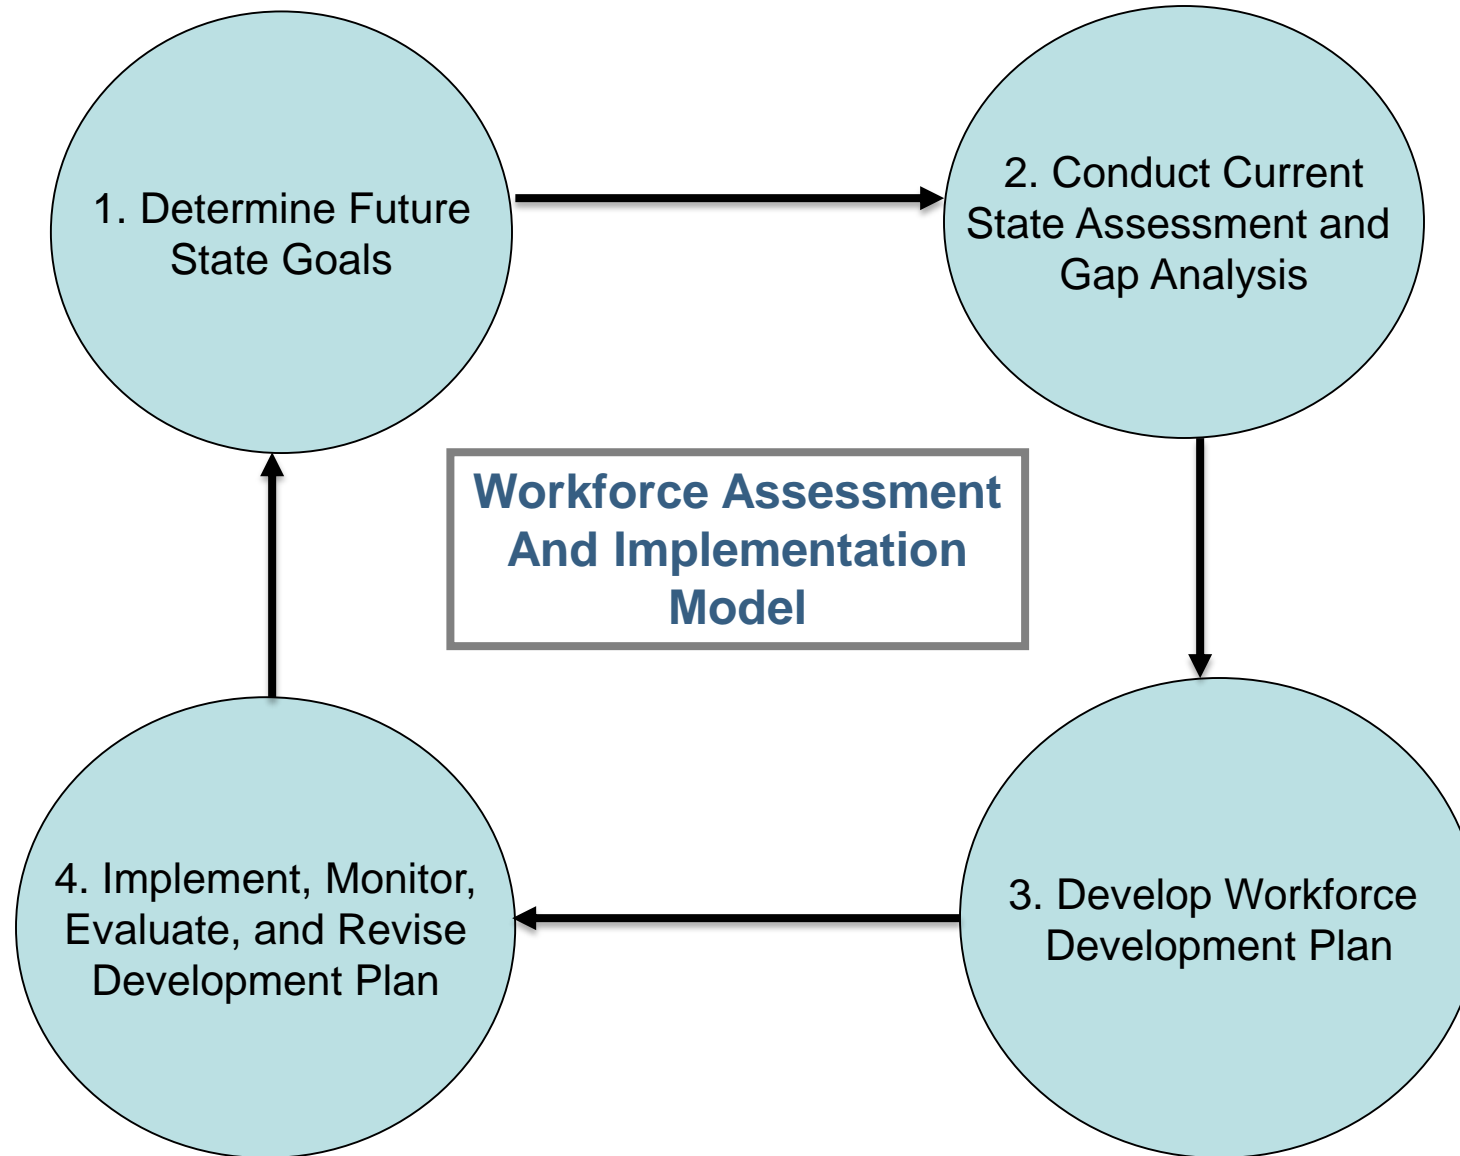 1. Determine Future
State Goals
2. Conduct Current
State Assessment and
Gap Analysis
Workforce Assessment
And Implementation
Model
4. Implement, Monitor,
Evaluate, and Revise
Development Plan
3. Develop Workforce
Development Plan